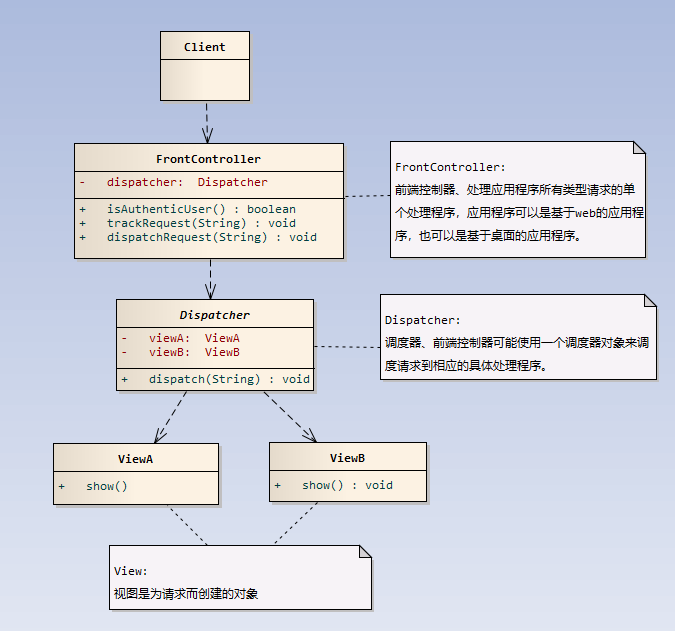 Client
FrontController
- dispatcher: Dispatcher
+ isAuthenticUser() : boolean
+ trackRequest(String) : void
+ dispatchRequest(String) : void
FrontController:
前端控制器、处理应用程序所有类型请求的单
个处理程序，应用程序可以是基于web的应用程
序，也可以是基于桌面的应用程序。
Dispatcher
- viewA: ViewA
- viewB: ViewB
+ dispatch(String) : void
Dispatcher:
调度器、前端控制器可能使用一个调度器对象来调
度请求到相应的具体处理程序。
ViewA
+ show()
ViewB
+ show() : void
View:
视图是为请求而创建的对象